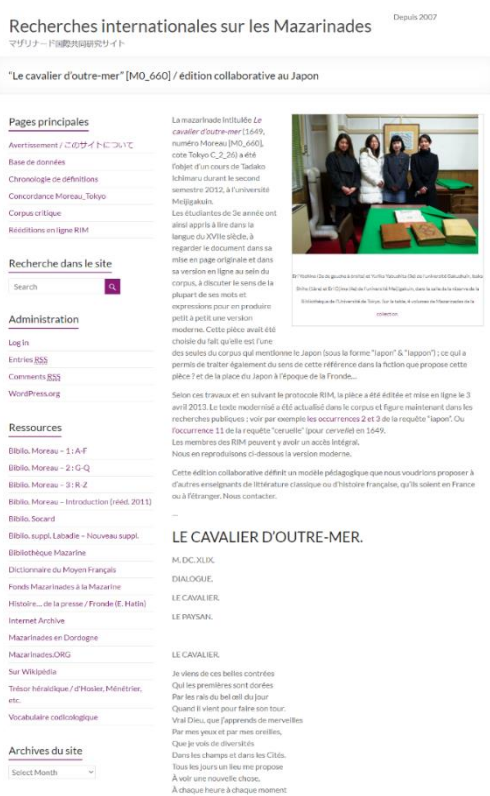 Recherches internationales sur les Mazarinades
Depuis 2007
マザリナード国際共同研究サイト
“Le cavalier d’outre-mer” [M0_660] / édition collaborative au Japon
Pages principales
Avertissement / このサイトについて
Base de données
Chronologie de définitions
Concordance Moreau_Tokyo
Corpus critique
Rééditions en ligne RIM
Recherche dans le site
Search
Administration
Log in
Entries RSS
Comments RSS
WordPress.org
Ressources
Biblio. Moreau – 1 : A-F
Biblio. Moreau – 2 : G-Q
Biblio. Moreau – 3 : R-Z
Biblio. Moreau – Introduction (rééd. 2011)
Biblio. Socard
Biblio. suppl. Labadie – Nouveau suppl.
Bibliothèque Mazarine
Dictionnaire du Moyen Français
Fonds Mazarinades à la Mazarine
Histoire… de la presse / Fronde (E. Hatin)
Internet Archive
Mazarinades en Dordogne
Mazarinades.ORG
Sur Wikipédia
Trésor héraldique / d’Hosier, Ménétrier,
etc.
Vocabulaire codicologique
Archives du site
Select Month
La mazarinade intitulée Le
cavalier d’outre-mer (1649,
numéro Moreau [M0_660],
cote Tokyo C_2_26) a été
l’objet d’un cours de Tadako
Ichimaru durant le second
semestre 2012, à l’université
Meijigakuin.
Les étudiantes de 3e année ont
ainsi appris à lire dans la
langue du XVIIe siècle, à
regarder le document dans sa
mise en page originale et dans
sa version en ligne au sein du
corpus, à discuter le sens de la
plupart de ses mots et
expressions pour en produire
petit à petit une version
moderne. Cette pièce avait été
choisie du fait qu’elle est l’une
des seules du corpus qui mentionne le Japon (sous la forme “Iapon” & “Iappon”) ; ce qui a
permis de traiter également du sens de cette référence dans la fiction que propose cette
pièce ? et de la place du Japon à l’époque de la Fronde…
Selon ces travaux et en suivant le protocole RIM, la pièce a été éditée et mise en ligne le 3
avril 2013. Le texte modernisé a été actualisé dans le corpus et figure maintenant dans les
recherches publiques ; voir par exemple les occurrences 2 et 3 de la requête “iapon”. Ou
l’occurrence 11 de la requête “ceruelle” (pour cervelle) en 1649.
Les membres des RIM peuvent y avoir un accès intégral.
Nous en reproduisons ci-dessous la version moderne.
Cette édition collaborative définit un modèle pédagogique que nous voudrions proposer à
d’autres enseignants de littérature classique ou d’histoire française, qu’ils soient en France
ou à l’étranger. Nous contacter.
…
LE CAVALIER D’OUTRE-MER.
M. DC. XLIX.
DIALOGUE.
LE CAVALIER.
LE PAYSAN.
LE CAVALIER.
Je viens de ces belles contrées
Qui les premières sont dorées
Par les rais du bel œil du jour
Quand il vient pour faire son tour.
Vrai Dieu, que j’apprends de merveilles
Par mes yeux et par mes oreilles,
Que je vois de diversités
Dans les champs et dans les Cités.
Tous les jours un lieu me propose
À voir une nouvelle chose,
À chaque heure à chaque moment